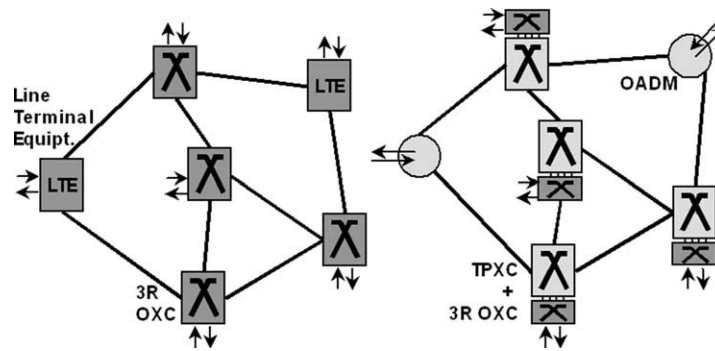 Line
Terminal
Equipt.
LTE
LTE
3R
OXC
OADM
TPXC
+
3R OXC